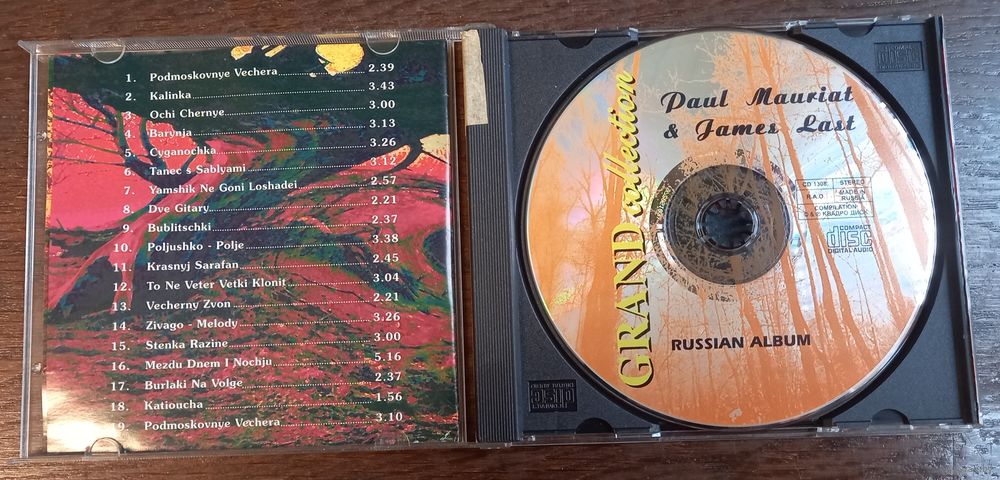 1. Podmoskovnye Vechera 2.39
2. Kalinka 3.43
3. Ochi Chernye 3.00
4. Barynja 3.13
5. Cyganochka 3.26
6. Tanec s Sablyami 3.12
7. Yamshik Ne Goni Loshadei 2.57
8. Dve Gitary 2.21
9. Bublitschki 2.37
10. Poljushko - Polje 3.38
11. Krasnyj Sarafan 2.45
12. To Ne Veter Vetki Klonit 3.04
13. Vecherny Zvon 2.21
14. Zivago - Melody 3.26
15. Stenka Razine 3.00
16. Mezdu Dnem I Nochju 5.16
17. Burlaki Na Volge 2.37
18. Katioucha 1.56
19. Podmoskovnye Vechera 3.10
GRAND collection
Paul Mauriat
& James Last
CD 1308 STEREO
R.A.O. MADE IN RUSSIA
COMPILATION
© & ℗ КВАДРО ДИСК
COMPACT
disc
DIGITAL AUDIO
RUSSIAN ALBUM